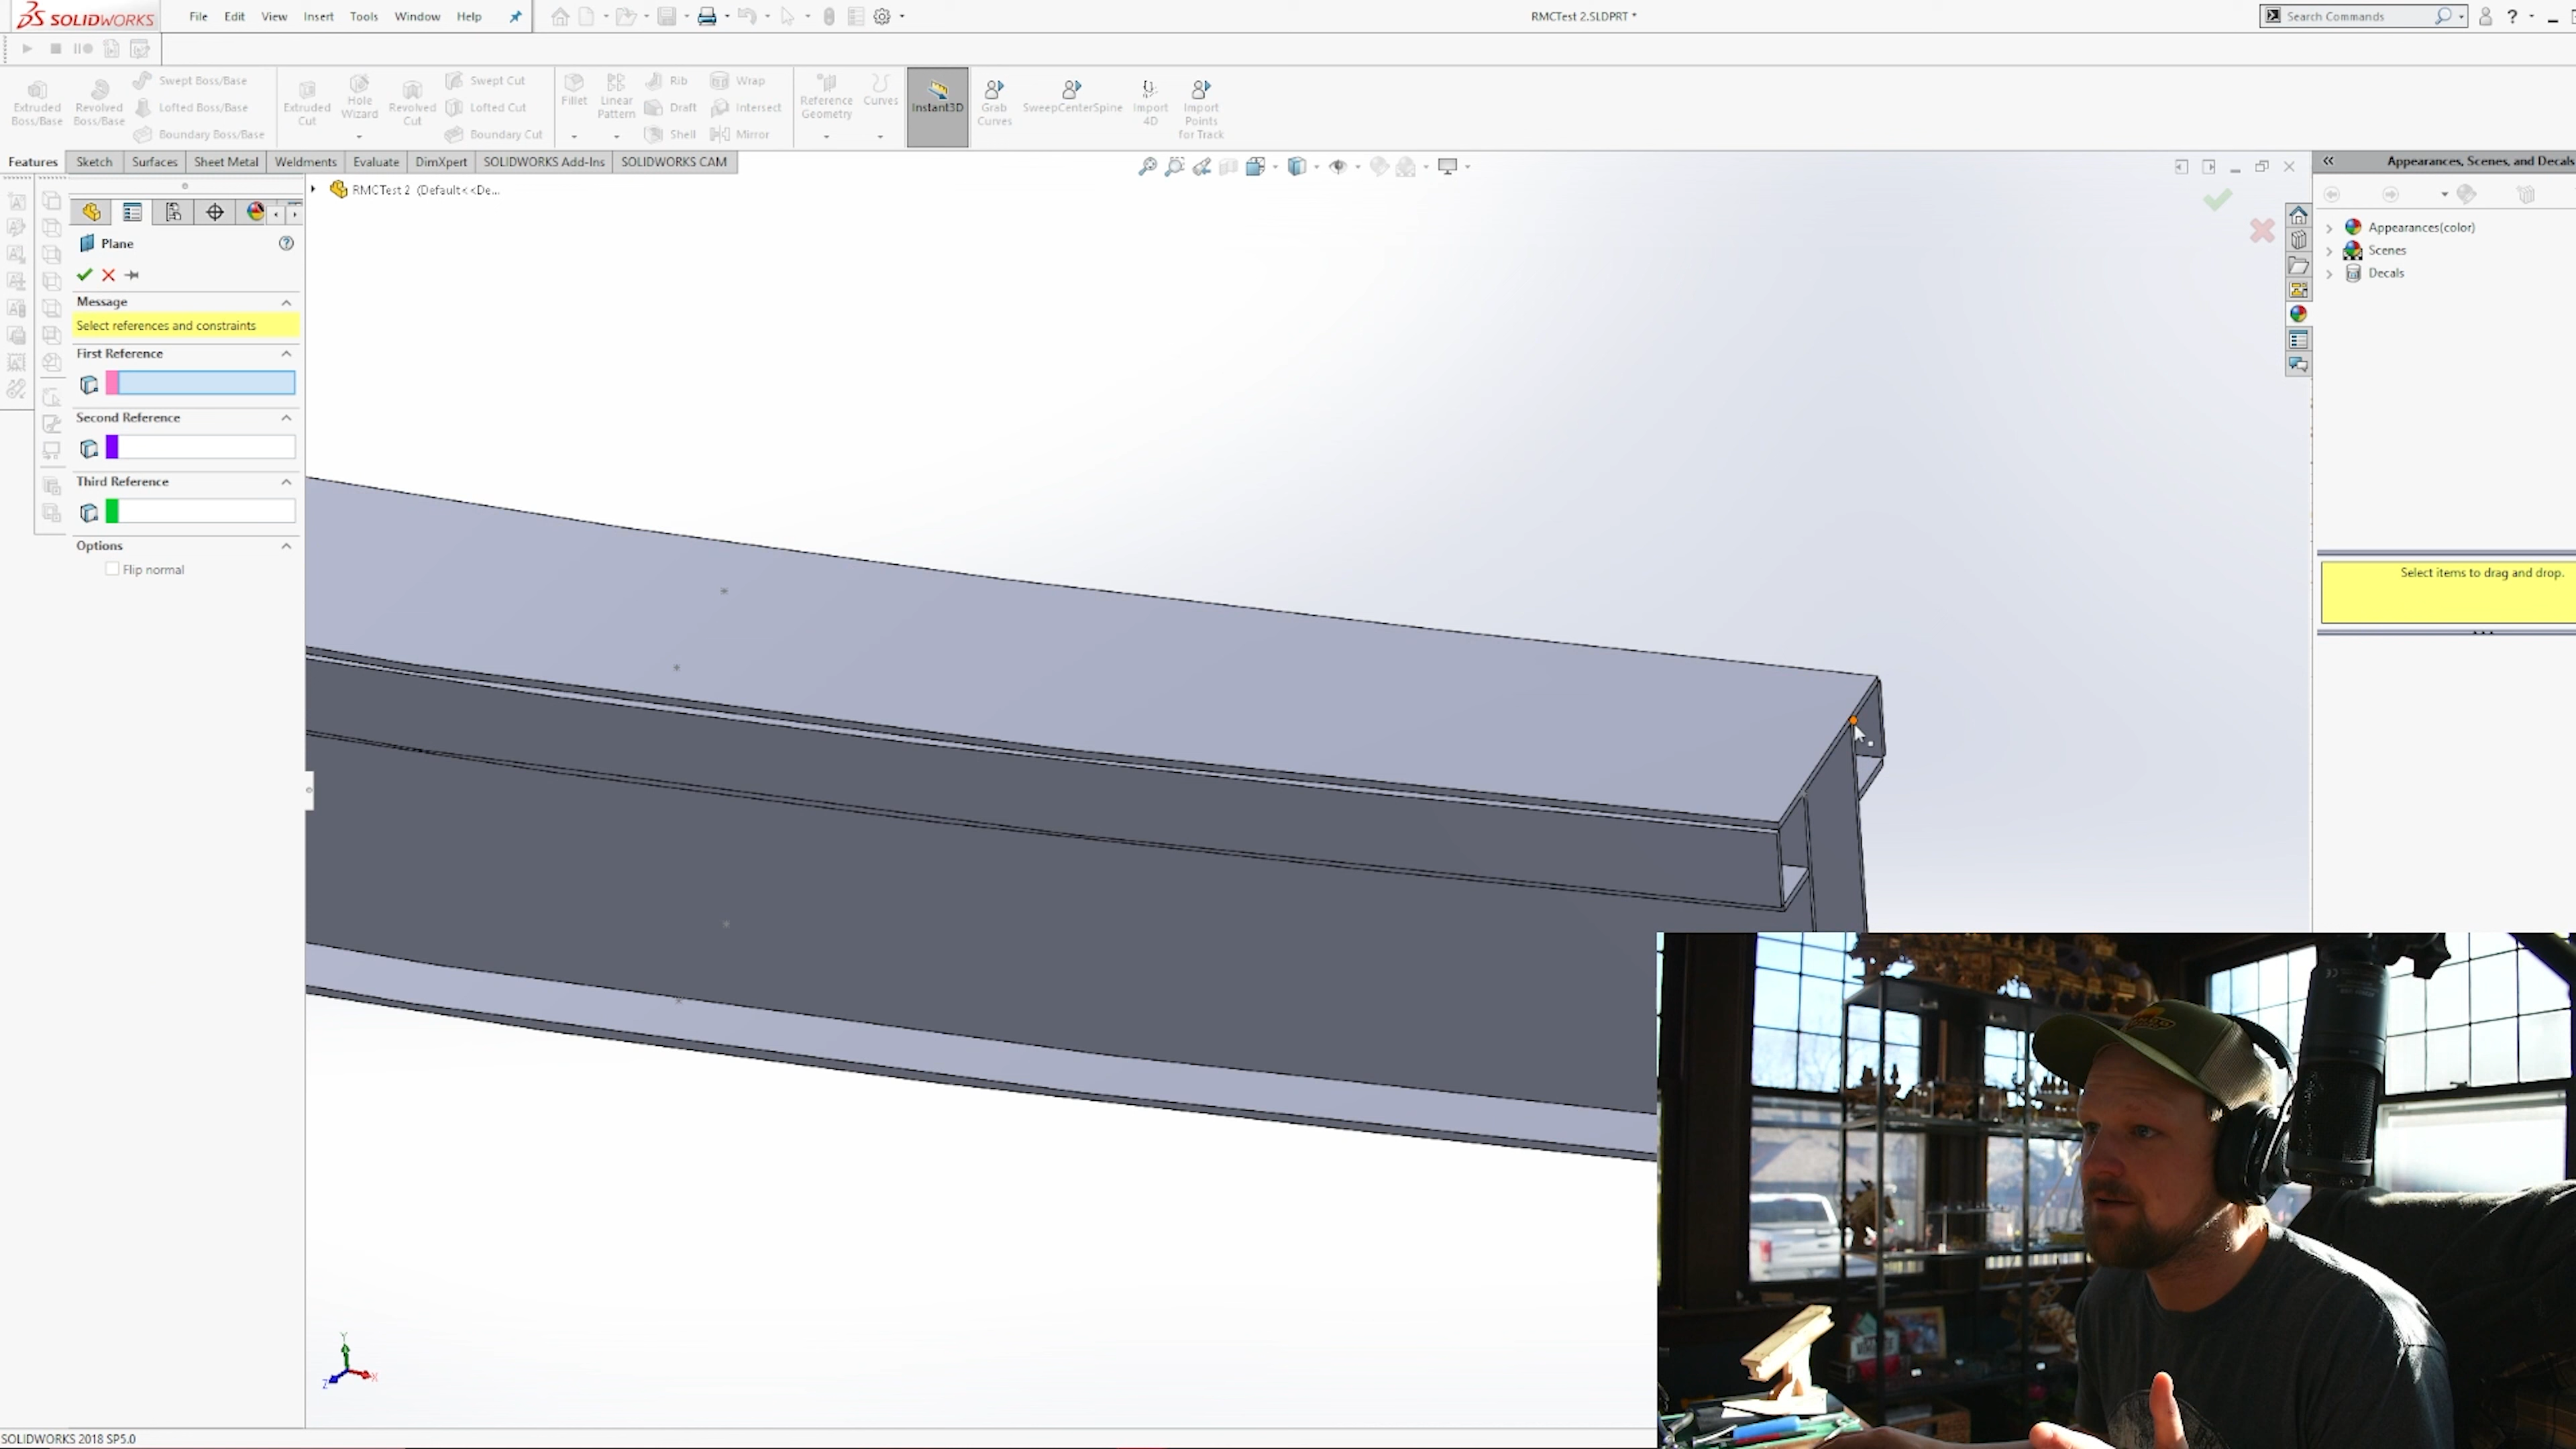 SOLIDWORKS
File Edit View Insert Tools Window Help
RMCTest 2.SLDPRT *
Search Commands
?
Extruded Boss/Base
Revolved Boss/Base
Swept Boss/Base
Lofted Boss/Base
Boundary Boss/Base
Extruded Cut
Hole Wizard
Revolved Cut
Swept Cut
Lofted Cut
Boundary Cut
Fillet
Linear Pattern
Rib
Draft
Shell
Wrap
Intersect
Mirror
Reference Geometry
Curves
Instant3D
Grab Curves
SweepCenterSpine
Import 4D
Import Points for Track
Features Sketch Surfaces Sheet Metal Weldments Evaluate DimXpert SOLIDWORKS Add-Ins SOLIDWORKS CAM
RMCTest 2 (Default<<De...
Plane
Message
Select references and constraints
First Reference
Second Reference
Third Reference
Options
Flip normal
Appearances, Scenes, and Decals
Appearances(color)
Scenes
Decals
Select items to drag and drop.
Y
X
Z
SOLIDWORKS 2018 SP5.0